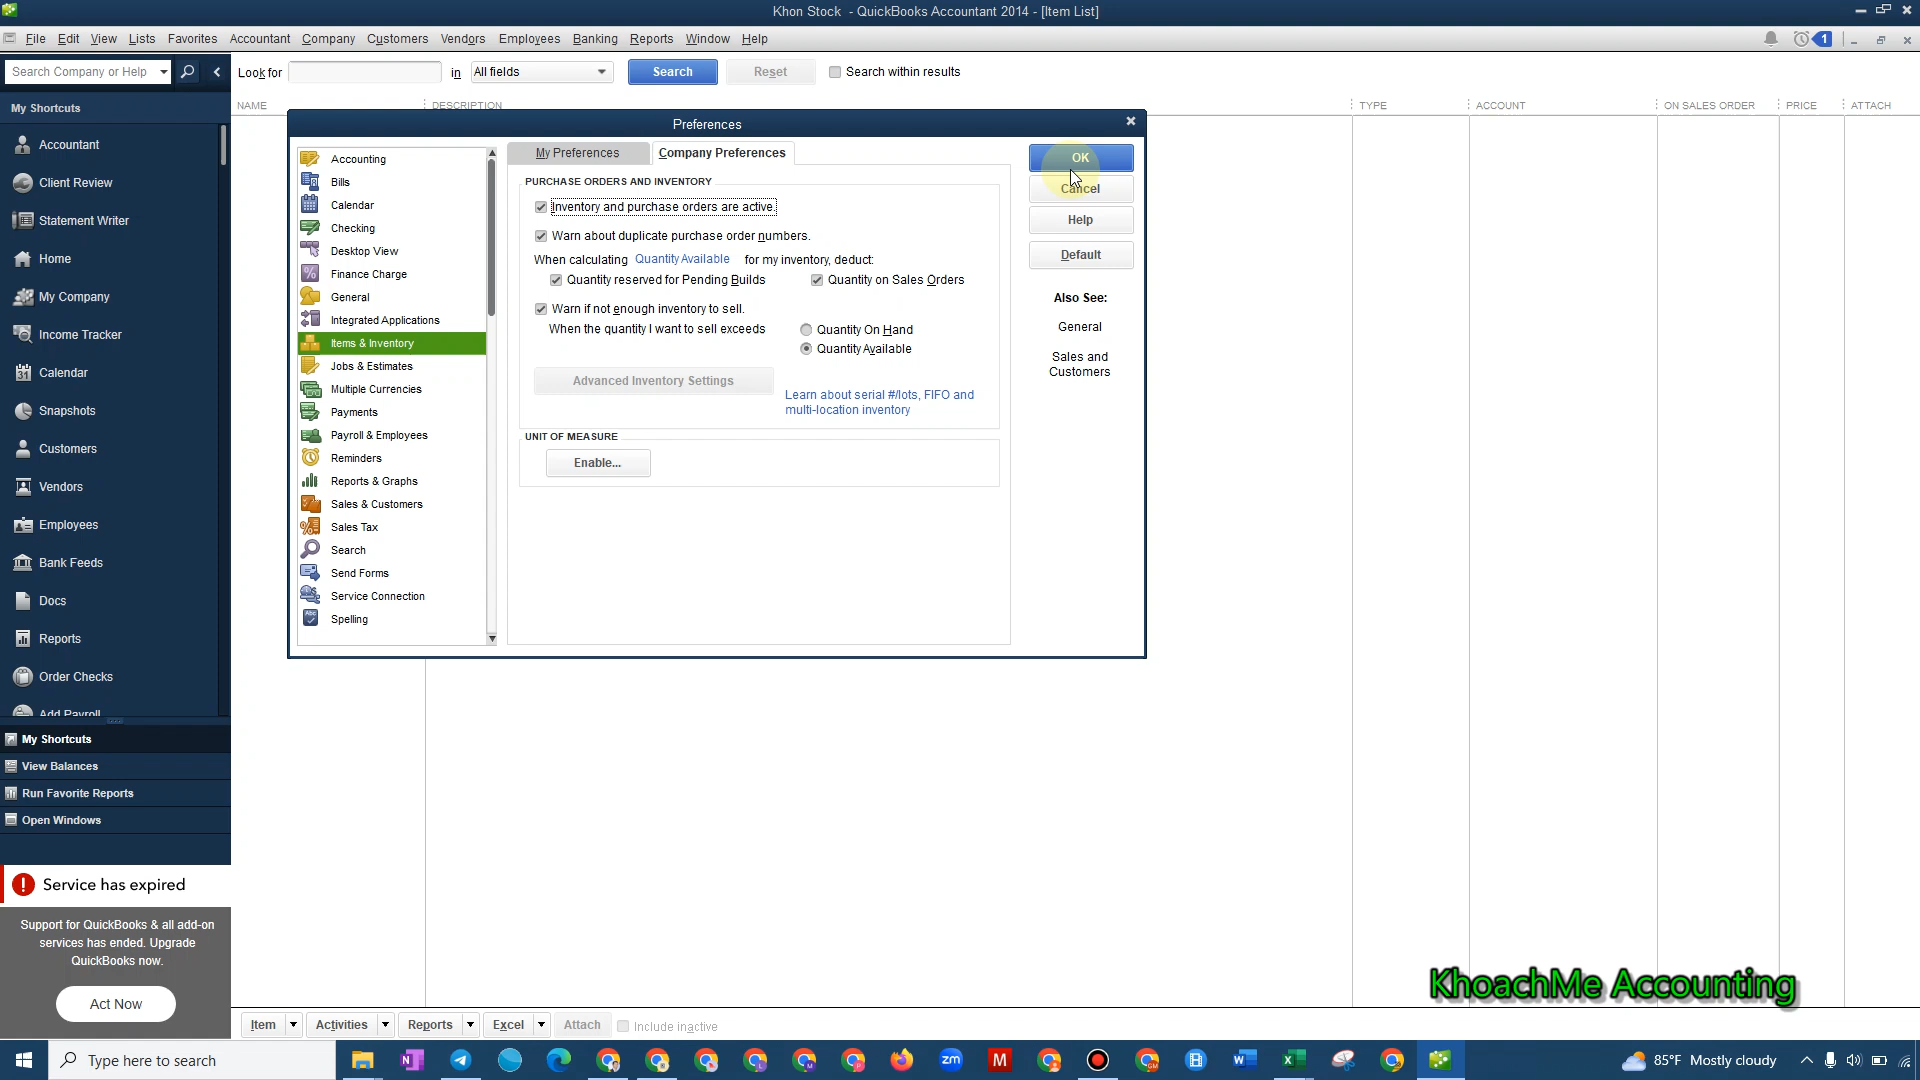 Khon Stock - QuickBooks Accountant 2014 - [Item List]
File Edit View Lists Favorites Accountant Company Customers Vendors Employees Banking Reports Window Help
1
Search Company or Help
Look for in All fields Search Reset Search within results
My Shortcuts
NAME DESCRIPTION TYPE ACCOUNT ON SALES ORDER PRICE ATTACH
Accountant
Client Review
Statement Writer
Home
My Company
Income Tracker
Calendar
Snapshots
Customers
Vendors
Employees
Bank Feeds
Docs
Reports
Order Checks
Add Payroll
My Shortcuts
View Balances
Run Favorite Reports
Open Windows
Service has expired
Support for QuickBooks & all add-on
services has ended. Upgrade
QuickBooks now.
Act Now
Preferences
Accounting
Bills
Calendar
Checking
Desktop View
Finance Charge
General
Integrated Applications
Items & Inventory
Jobs & Estimates
Multiple Currencies
Payments
Payroll & Employees
Reminders
Reports & Graphs
Sales & Customers
Sales Tax
Search
Send Forms
Service Connection
Spelling
My Preferences Company Preferences
PURCHASE ORDERS AND INVENTORY
Inventory and purchase orders are active.
Warn about duplicate purchase order numbers.
When calculating Quantity Available for my inventory, deduct:
Quantity reserved for Pending Builds Quantity on Sales Orders
Warn if not enough inventory to sell.
When the quantity I want to sell exceeds Quantity On Hand
Quantity Available
Advanced Inventory Settings
Learn about serial #/lots, FIFO and
multi-location inventory
UNIT OF MEASURE
Enable...
OK
Cancel
Help
Default
Also See:
General
Sales and
Customers
KhoachMe Accounting
Item Activities Reports Excel Attach Include inactive
Type here to search
85°F Mostly cloudy